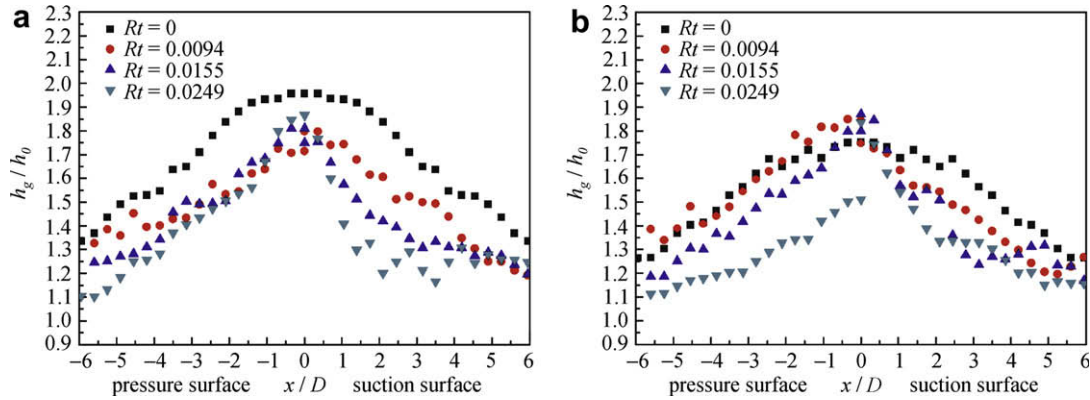 a
2.3
2.2
2.1
2.0
1.9
1.8
1.7
1.6
1.5
1.4
1.3
1.2
1.1
1.0
0.9
h_g / h_0
Rt = 0
Rt = 0.0094
Rt = 0.0155
Rt = 0.0249
−6 −5 −4 −3 −2 −1 0 1 2 3 4 5 6
pressure surface x / D suction surface
b
2.3
2.2
2.1
2.0
1.9
1.8
1.7
1.6
1.5
1.4
1.3
1.2
1.1
1.0
0.9
h_g / h_0
Rt = 0
Rt = 0.0094
Rt = 0.0155
Rt = 0.0249
−6 −5 −4 −3 −2 −1 0 1 2 3 4 5 6
pressure surface x / D suction surface